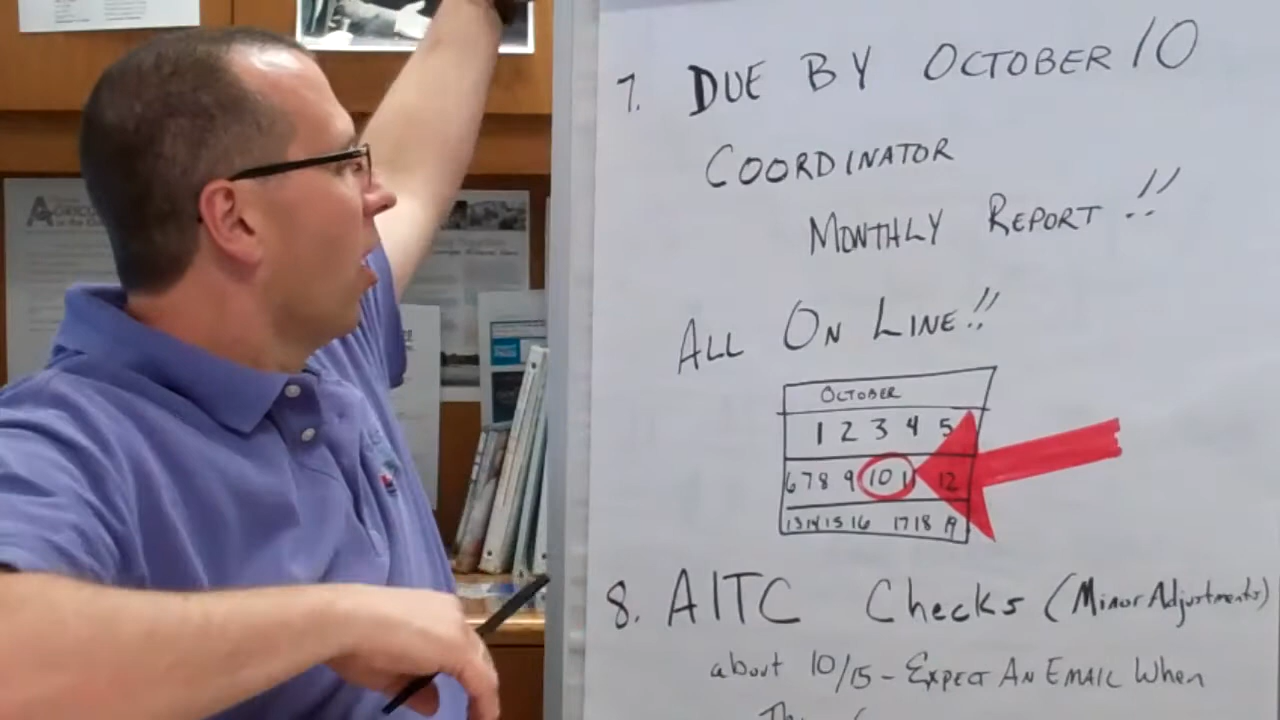 7. DUE BY OCTOBER 10
COORDINATOR
MONTHLY REPORT !!
ALL ON LINE!!
OCTOBER
1 2 3 4 5
6 7 8 9 10 1 12
13 14 15 16 17 18 19
8. AITC Checks (Minor Adjustments)
about 10/15 - EXPECT AN EMAIL WHEN